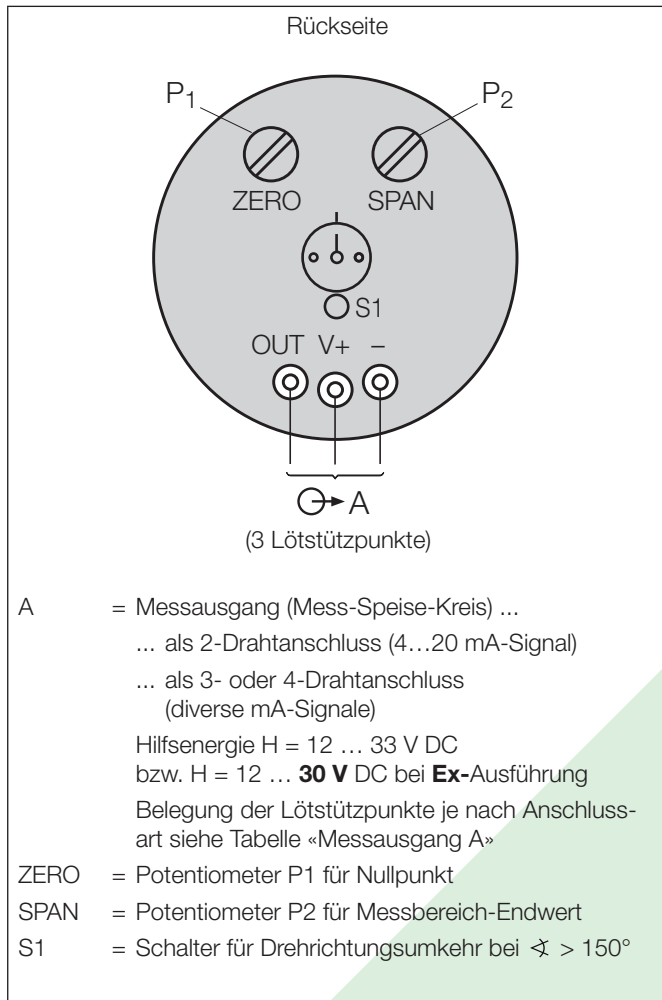 Rückseite
P1 P2
ZERO SPAN
S1
OUT V+ –
A
(3 Lötstützpunkte)
A = Messausgang (Mess-Speise-Kreis) ...
... als 2-Drahtanschluss (4…20 mA-Signal)
... als 3- oder 4-Drahtanschluss
(diverse mA-Signale)
Hilfsenergie H = 12 … 33 V DC
bzw. H = 12 … 30 V DC bei Ex-Ausführung
Belegung der Lötstützpunkte je nach Anschluss-
art siehe Tabelle «Messausgang A»
ZERO = Potentiometer P1 für Nullpunkt
SPAN = Potentiometer P2 für Messbereich-Endwert
S1 = Schalter für Drehrichtungsumkehr bei ∢ > 150°